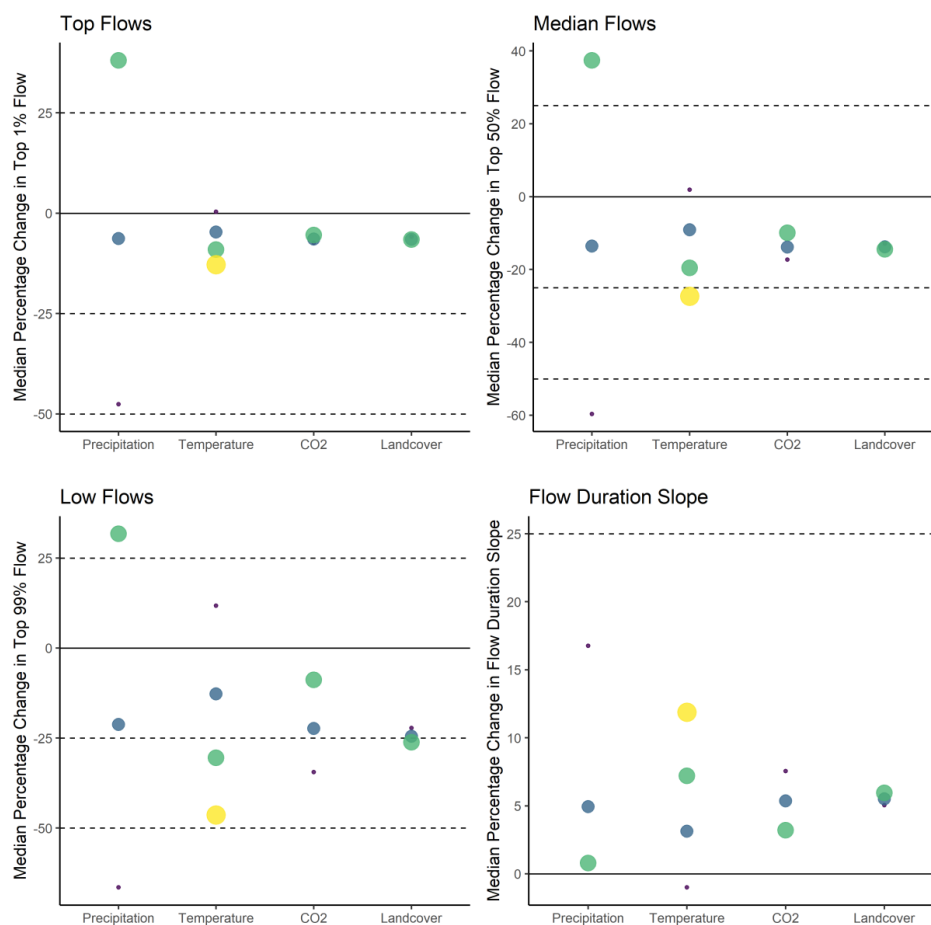 Top Flows
Median Percentage Change in Top 1% Flow
25
0
-25
-50
Precipitation Temperature CO2 Landcover
Median Flows
Median Percentage Change in Top 50% Flow
40
20
0
-20
-40
-60
Precipitation Temperature CO2 Landcover
Low Flows
Median Percentage Change in Top 99% Flow
25
0
-25
-50
Precipitation Temperature CO2 Landcover
Flow Duration Slope
Median Percentage Change in Flow Duration Slope
25
20
15
10
5
0
Precipitation Temperature CO2 Landcover